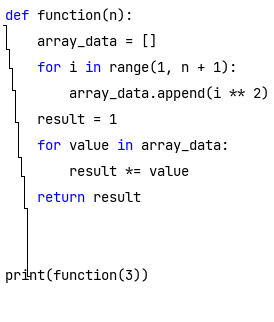 def function(n):
    array_data = []
    for i in range(1, n + 1):
        array_data.append(i ** 2)
    result = 1
    for value in array_data:
        result *= value
    return result
print(function(3))